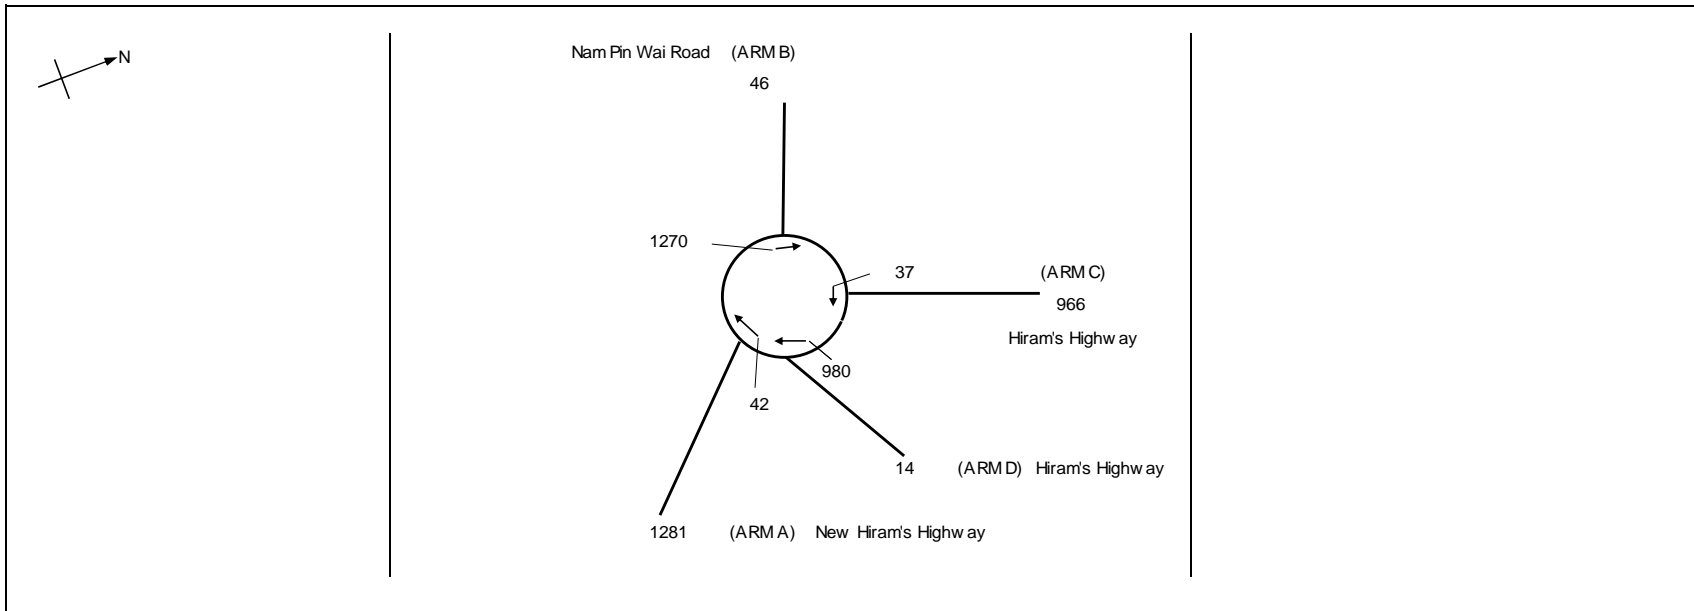 N
Nam Pin Wai Road (ARM B)
46
1270
37
(ARM C)
966
Hiram's Highway
980
42
14 (ARM D) Hiram's Highway
1281 (ARM A) New Hiram's Highway